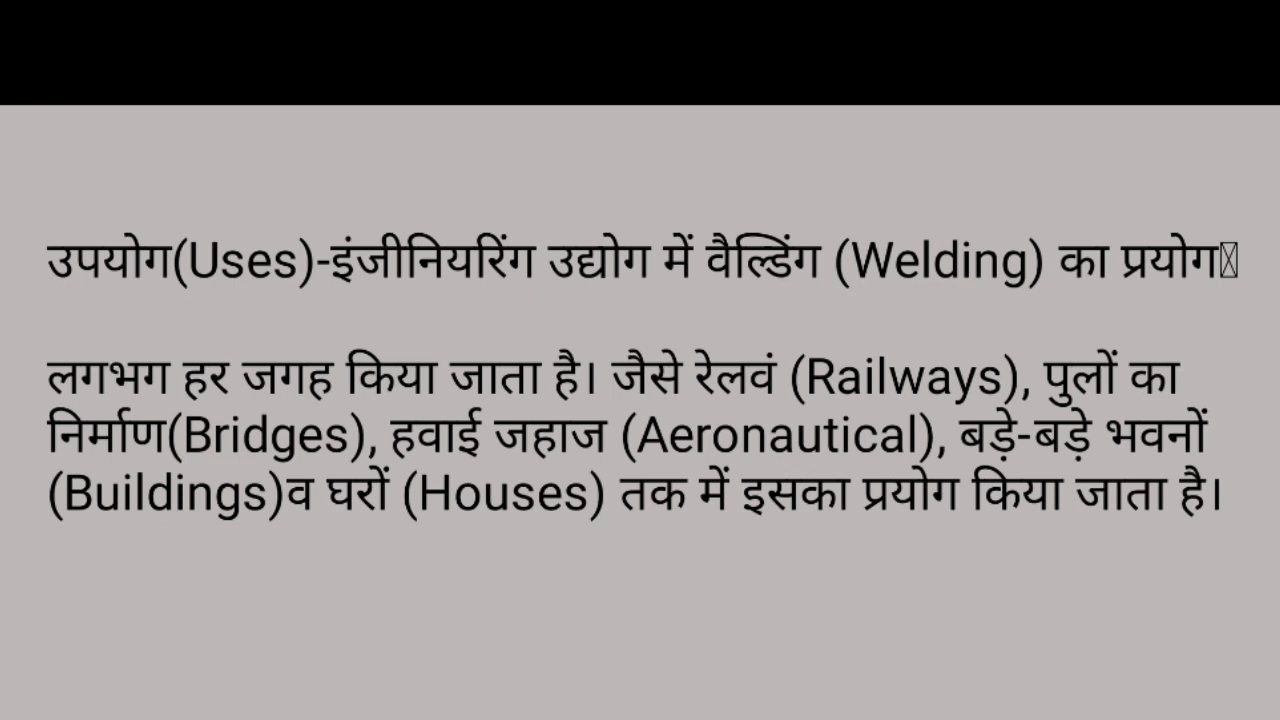 उपयोग(Uses)-इंजीनियरिंग उद्योग में वैल्डिंग (Welding) का प्रयोग
लगभग हर जगह किया जाता है। जैसे रेलवं (Railways), पुलों का
निर्माण(Bridges), हवाई जहाज (Aeronautical), बड़े-बड़े भवनों
(Buildings)व घरों (Houses) तक में इसका प्रयोग किया जाता है।